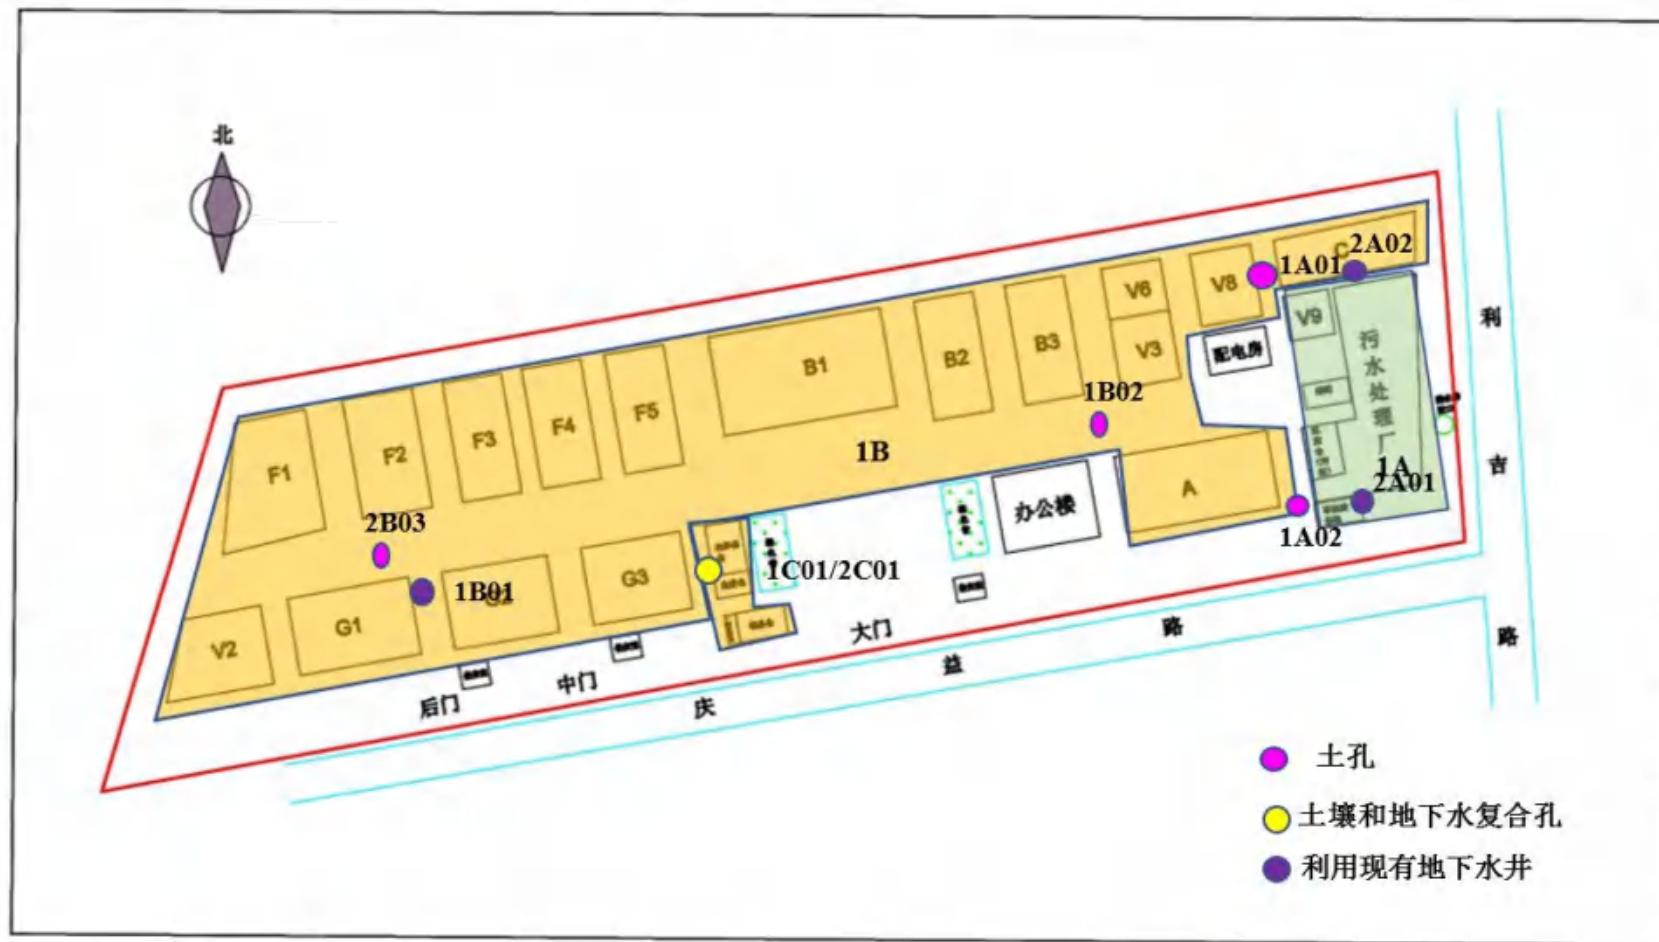 北
2A02
C
1A01
V8
V6
V9
利
B1
B2
B3
V3
配电房
污水处理厂
1B02
F1
F2
F3
F4
F5
1B
吉
1A
2A01
A
办公楼
2B03
1A02
1C01/2C01
G3
1B01
G2
G1
V2
大门
路
路
益
中门
后门
庆
土孔
土壤和地下水复合孔
利用现有地下水井